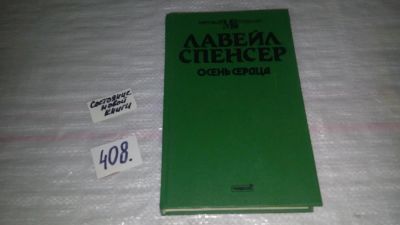 ЛАВЕЙЛ
СПЕНСЕР
ОСЕНЬ СЕРДЦА
Состояние
новой
книги
408.